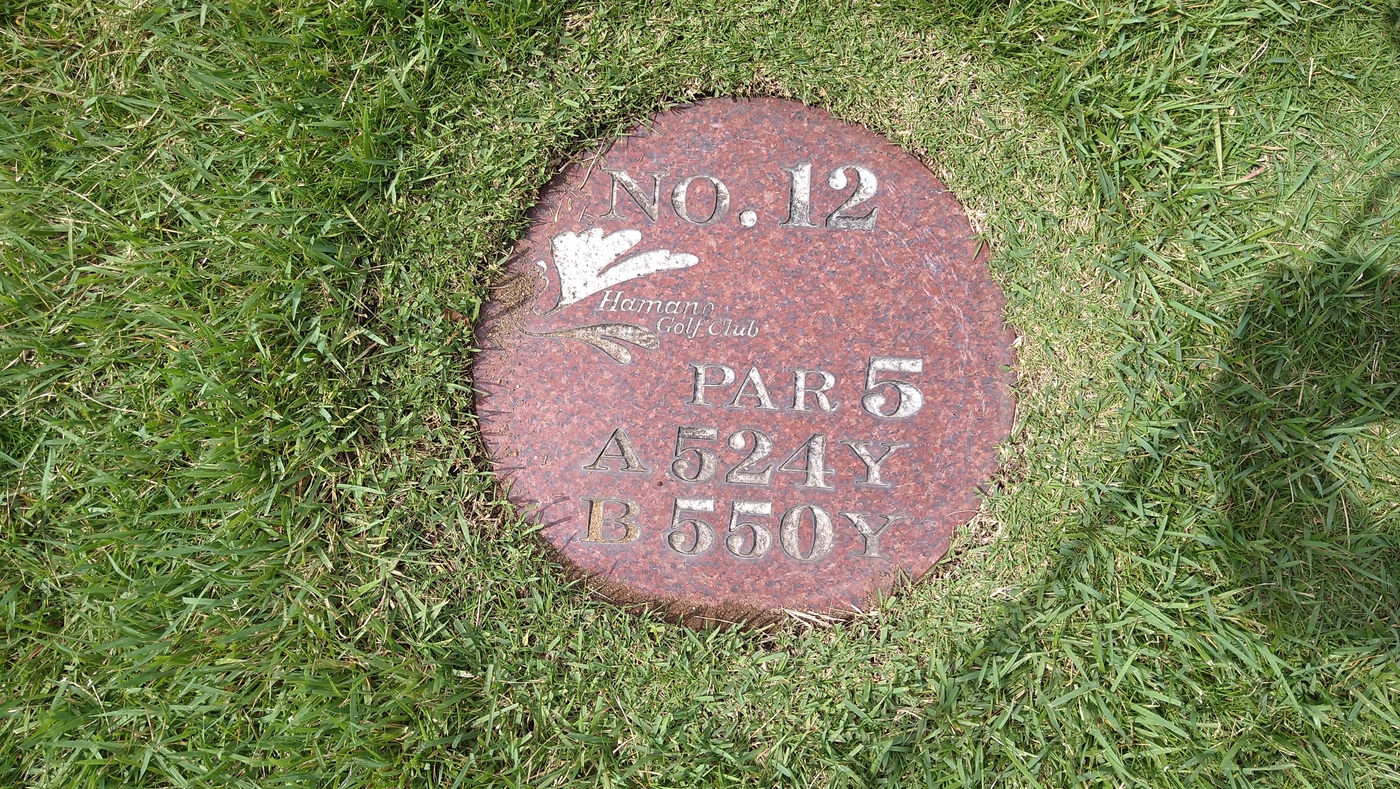 NO. 12
Hamano
Golf Club
PAR 5
A 524Y
B 550Y